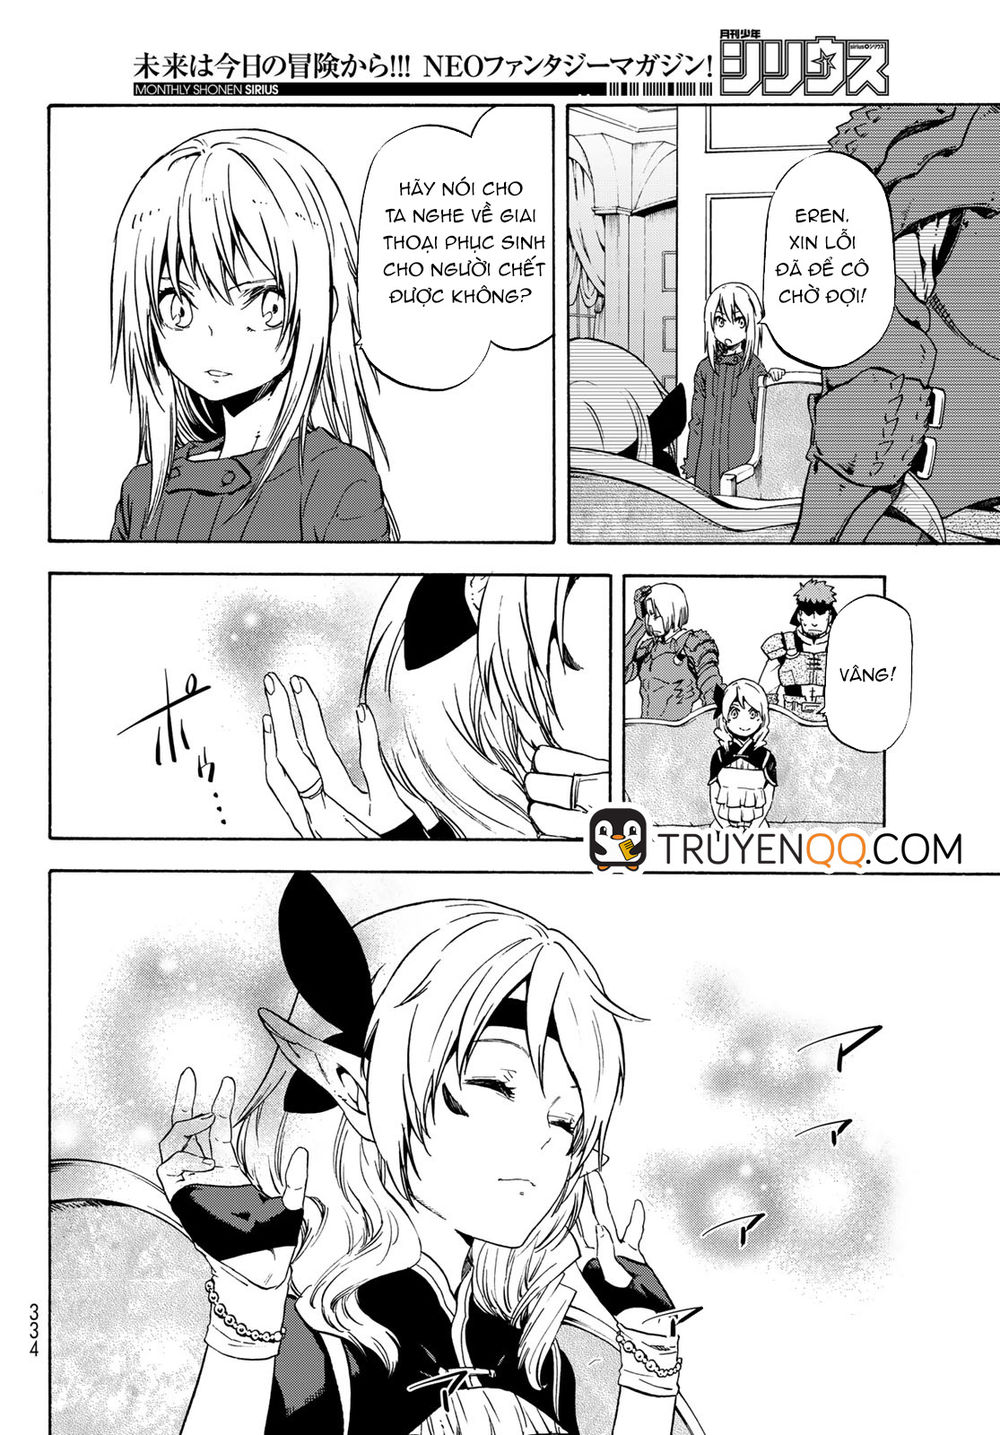 未来は今日の冒険から!!! NEOファンタジーマガジン!
月刊少年
シリウス
MONTHLY SHONEN SIRIUS
EREN,
XIN LỖI
ĐÃ ĐỂ CÔ
CHỜ ĐỢI!
HÃY NÓI CHO
TA NGHE VỀ GIAI
THOẠI PHỤC SINH
CHO NGƯỜI CHẾT
ĐƯỢC KHÔNG?
VÂNG!
ポゥ…
TRUYENQQ.COM
334